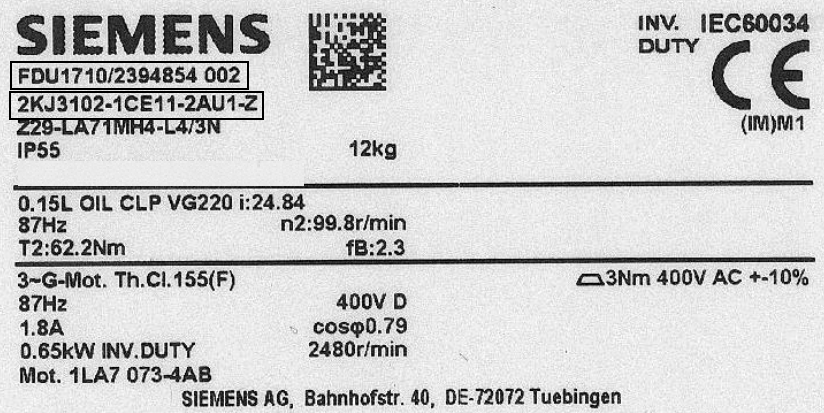 SIEMENS
INV. IEC60034
DUTY
CE
FDU1710/2394854 002
2KJ3102-1CE11-2AU1-Z
Z29-LA71MH4-L4/3N
(IM)M1
IP55 12kg
0.15L OIL CLP VG220 i:24.84
87Hz n2:99.8r/min
T2:62.2Nm fB:2.3
3~G-Mot. Th.Cl.155(F) 3Nm 400V AC +-10%
87Hz 400V D
1.8A cosφ0.79
0.65kW INV.DUTY 2480r/min
Mot. 1LA7 073-4AB
SIEMENS AG, Bahnhofstr. 40, DE-72072 Tuebingen